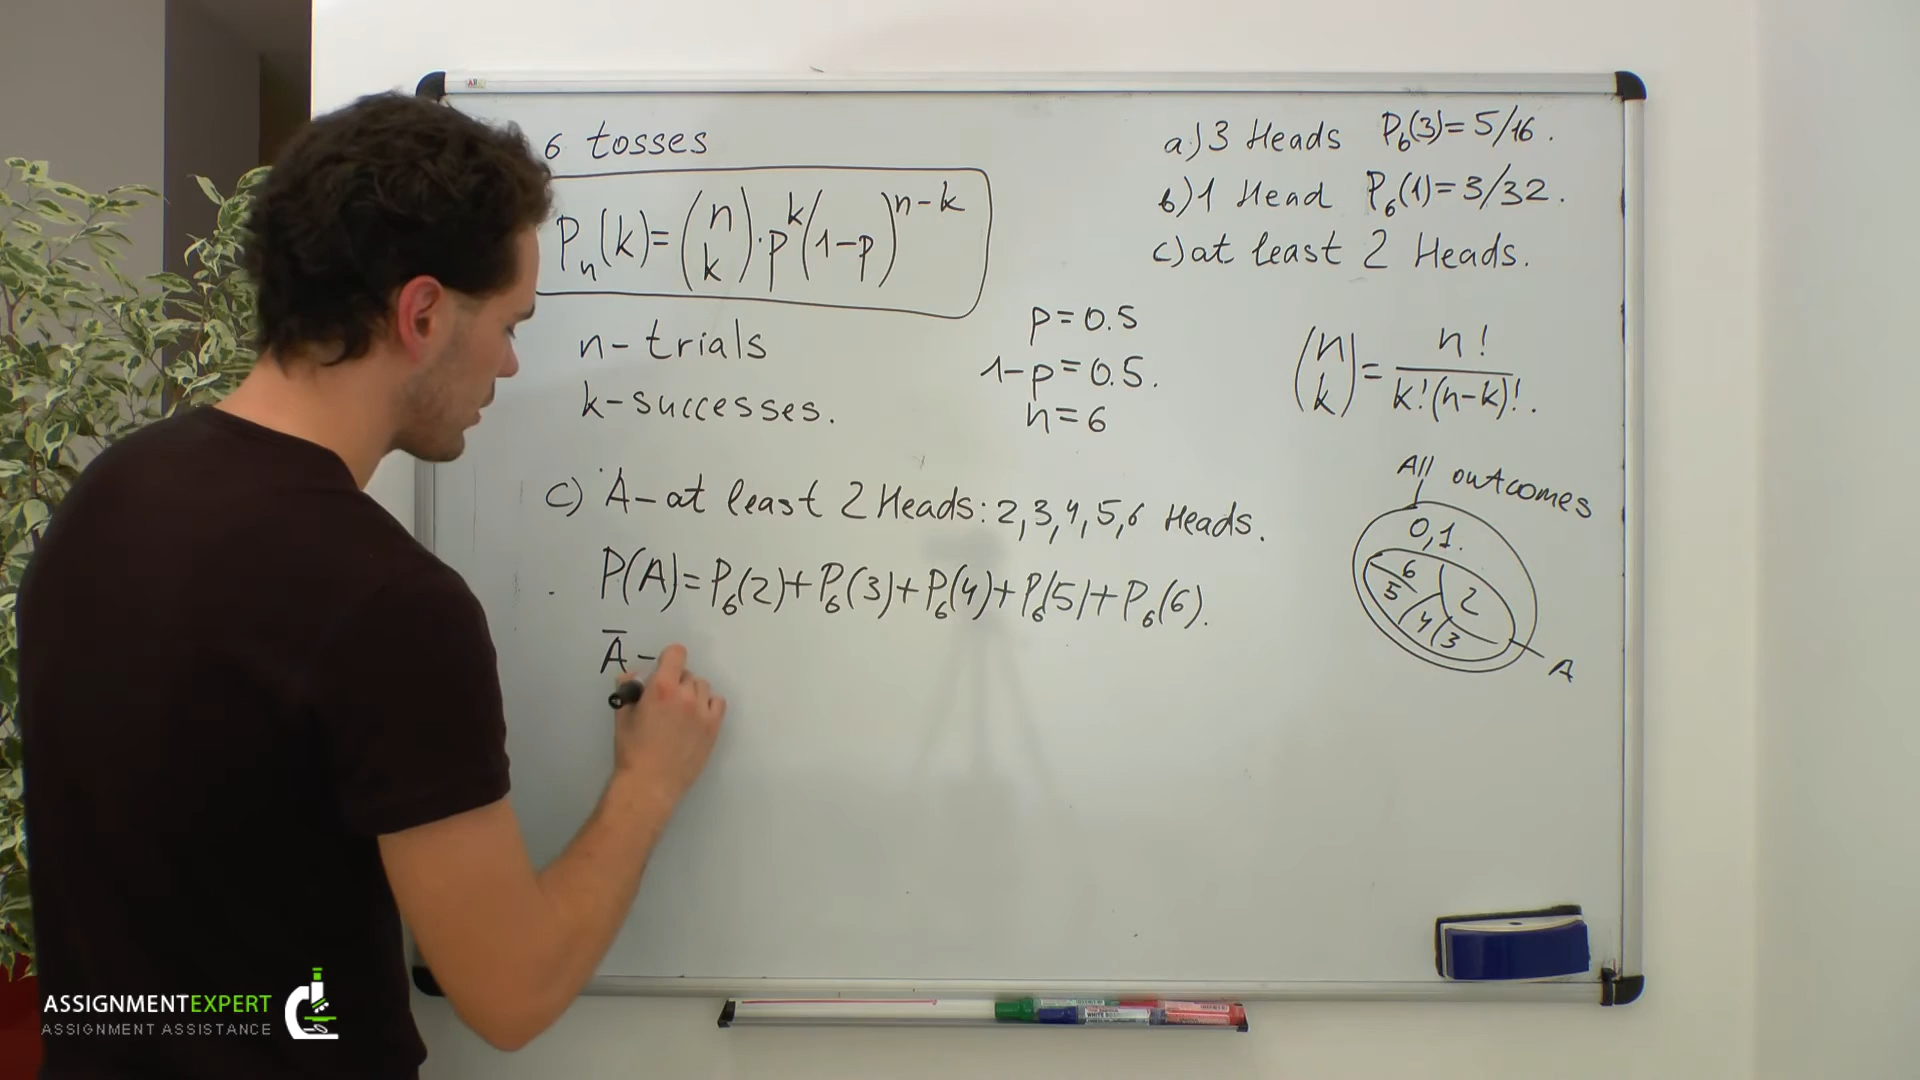 6 tosses
Pₙ(k)=(n k)·pᵏ(1-p)ⁿ⁻ᵏ
n- trials
k-successes.
p=0.5
1-p=0.5.
n=6
a.)3 Heads P₆(3)=5/16.
b)1 Head P₆(1)=3/32.
c)at least 2 Heads.
(n k)=n!/k!(n-k)!.
c) A-at least 2 Heads: 2,3,4,5,6 Heads.
P(A)=P₆(2)+P₆(3)+P₆(4)+P₆(5)+P₆(6).
Ā -
All outcomes
0,1.
6 2
5 4 3
A
ASSIGNMENTEXPERT
ASSIGNMENT ASSISTANCE